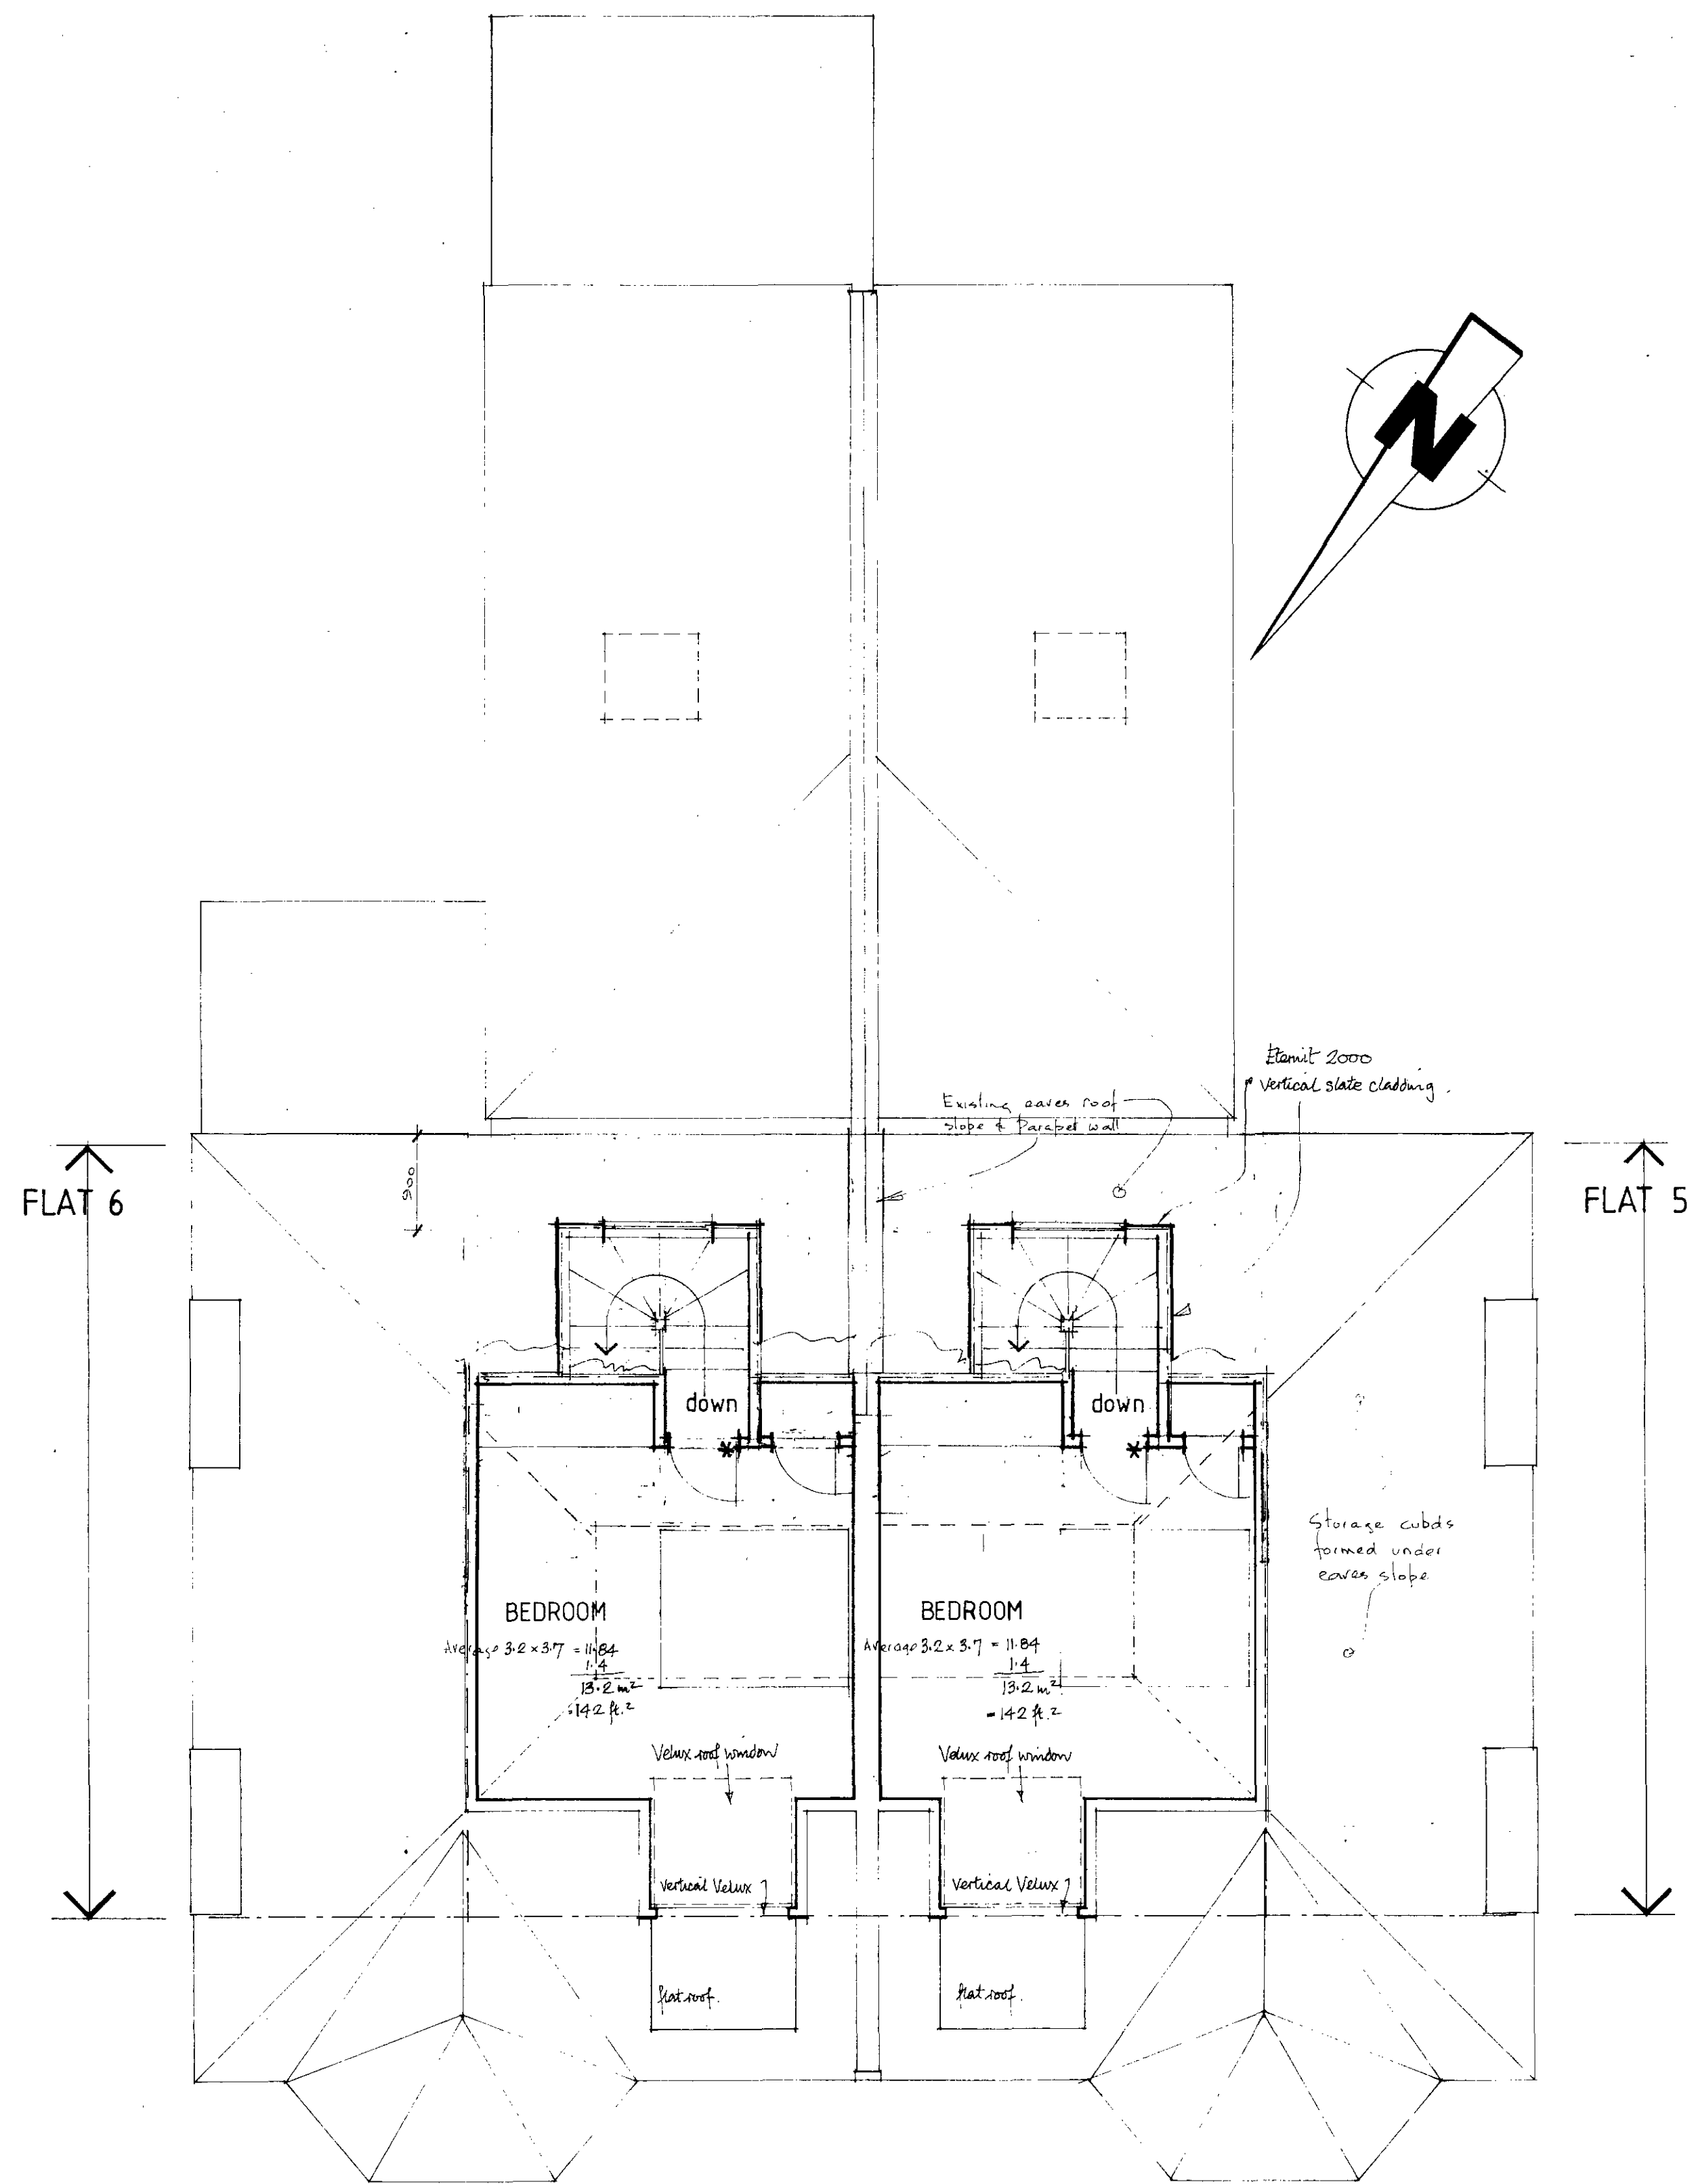 N
Eternit 2000
vertical slate cladding.
Existing eaves roof
slope & Parapet wall
900
FLAT 6
FLAT 5
down
down
*
*
Storage cubds
formed under
eaves slope
BEDROOM
Average 3.2 x 3.7 = 11.84
1.4
13.2 m²
=142 ft.²
BEDROOM
Average 3.2 x 3.7 = 11.84
1.4
13.2 m²
=142 ft.²
Velux roof window
Velux roof window
vertical Velux
vertical Velux
flat roof.
flat roof.